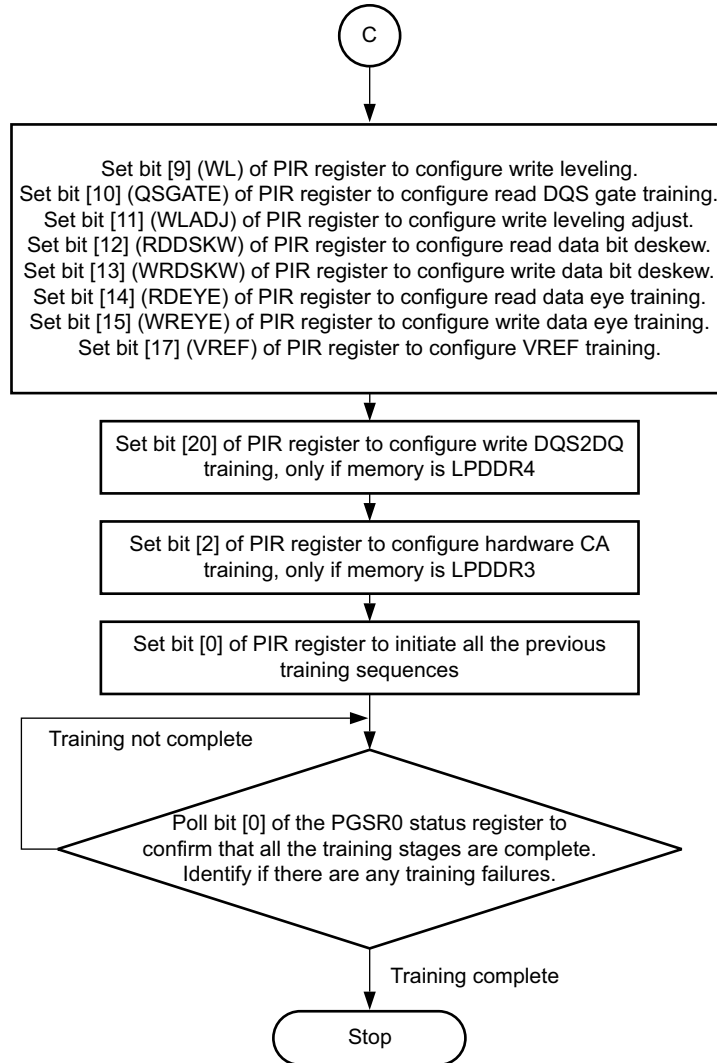 C
Set bit [9] (WL) of PIR register to configure write leveling.
Set bit [10] (QSGATE) of PIR register to configure read DQS gate training.
Set bit [11] (WLADJ) of PIR register to configure write leveling adjust.
Set bit [12] (RDDSKW) of PIR register to configure read data bit deskew.
Set bit [13] (WRDSKW) of PIR register to configure write data bit deskew.
Set bit [14] (RDEYE) of PIR register to configure read data eye training.
Set bit [15] (WREYE) of PIR register to configure write data eye training.
Set bit [17] (VREF) of PIR register to configure VREF training.
Set bit [20] of PIR register to configure write DQS2DQ
training, only if memory is LPDDR4
Set bit [2] of PIR register to configure hardware CA
training, only if memory is LPDDR3
Set bit [0] of PIR register to initiate all the previous
training sequences
Training not complete
Poll bit [0] of the PGSR0 status register to
confirm that all the training stages are complete.
Identify if there are any training failures.
Training complete
Stop